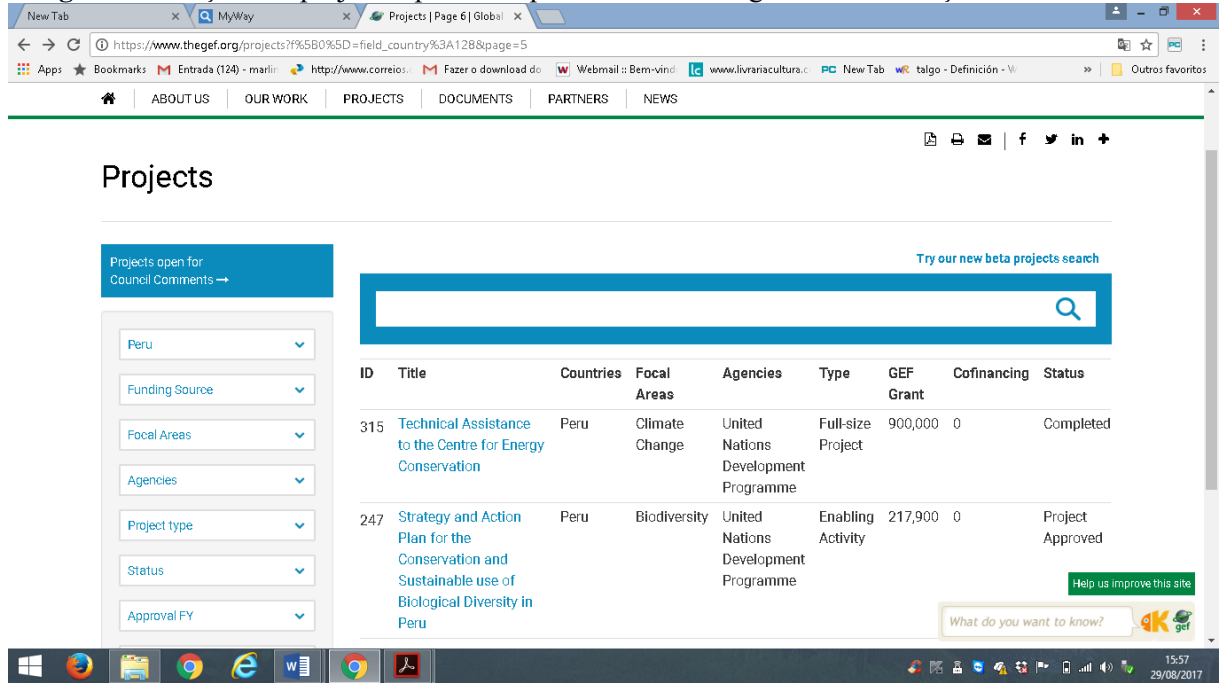 New Tab
MyWay
Projects | Page 6 | Global
https://www.thegef.org/projects?f%5B0%5D=field_country%3A128&page=5
Apps Bookmarks Entrada (124) - marlin http://www.correios. Fazer o download do Webmail :: Bem-vind www.livrariacultura.c New Tab talgo - Definición - W » Outros favoritos
ABOUT US OUR WORK PROJECTS DOCUMENTS PARTNERS NEWS
Projects
Projects open for
Council Comments →
Try our new beta projects search
Peru
Funding Source
Focal Areas
Agencies
Project type
Status
Approval FY
ID Title Countries Focal Agencies Type GEF Cofinancing Status
Areas Grant
315 Technical Assistance Peru Climate United Full-size 900,000 0 Completed
to the Centre for Energy Change Nations Project
Conservation Development
Programme
247 Strategy and Action Peru Biodiversity United Enabling 217,900 0 Project
Plan for the Nations Activity Approved
Conservation and Development
Sustainable use of Programme
Biological Diversity in
Peru
Help us improve this site
What do you want to know?
gef
15:57
29/08/2017